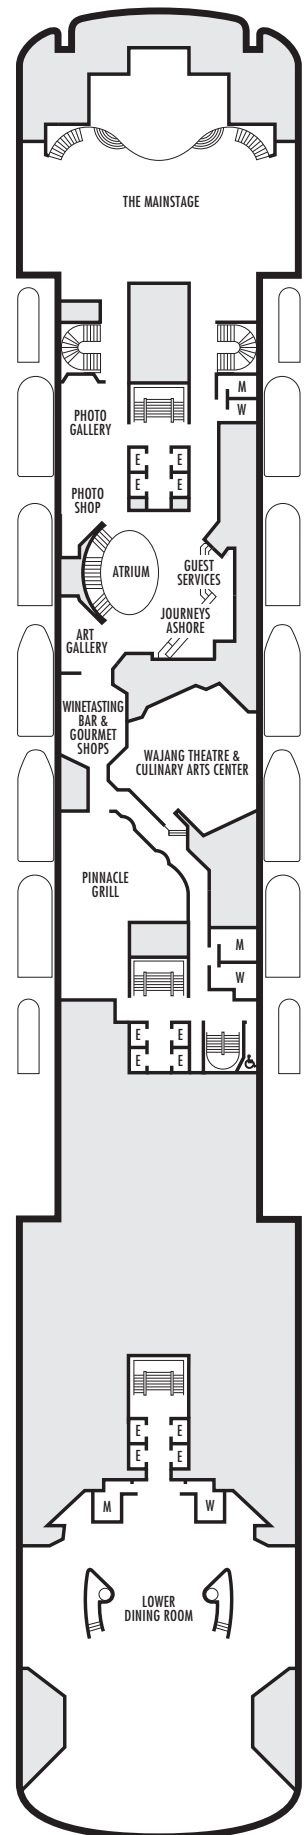 THE MAINSTAGE
M
W
PHOTO
GALLERY
E E
E E
PHOTO
SHOP
ATRIUM
GUEST
SERVICES
JOURNEYS
ASHORE
ART
GALLERY
WINETASTING
BAR &
GOURMET
SHOPS
WAJANG THEATRE &
CULINARY ARTS CENTER
PINNACLE
GRILL
M
W
E E
E E
E E
E E
M W
LOWER
DINING ROOM